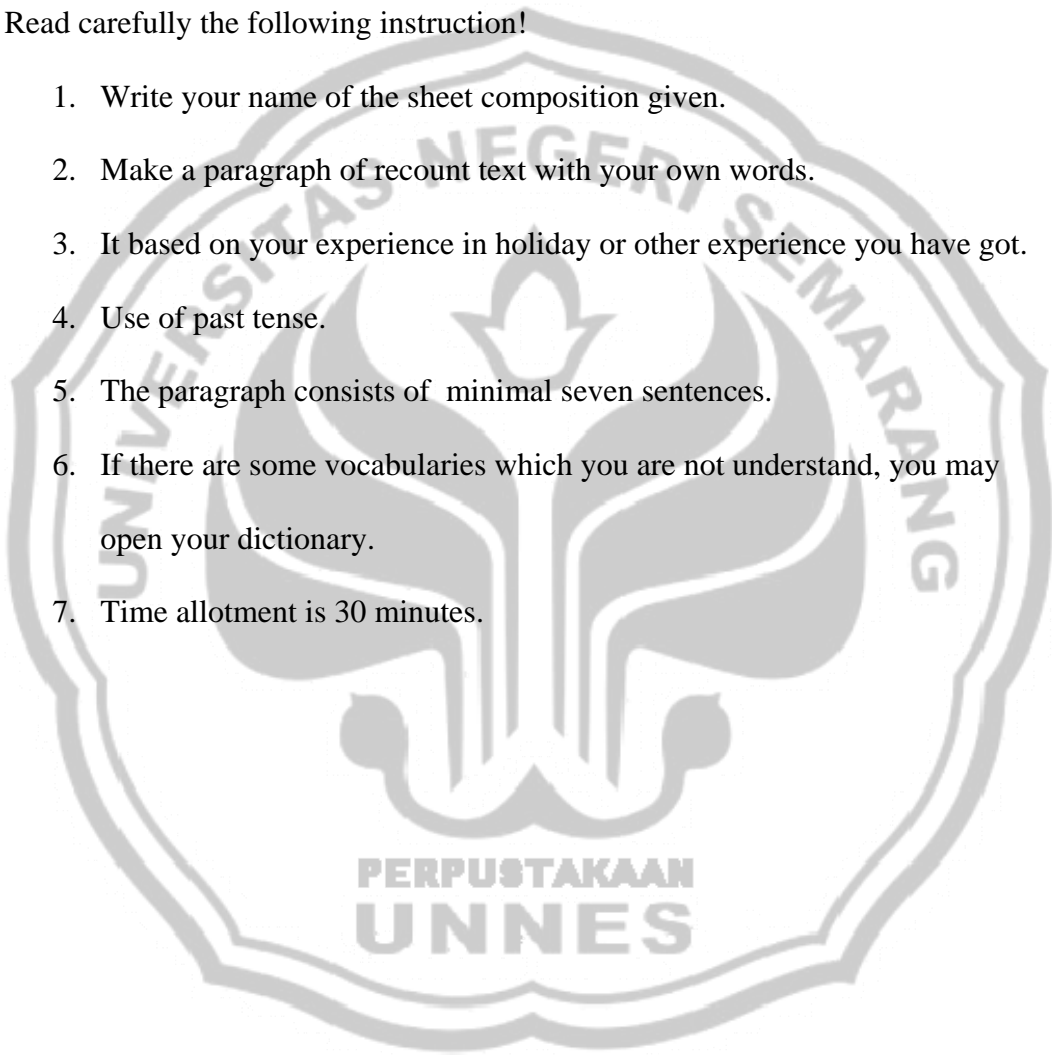 Read carefully the following instruction!
1. Write your name of the sheet composition given.
2. Make a paragraph of recount text with your own words.
3. It based on your experience in holiday or other experience you have got.
4. Use of past tense.
5. The paragraph consists of minimal seven sentences.
6. If there are some vocabularies which you are not understand, you may
open your dictionary.
7. Time allotment is 30 minutes.
UNIVERSITAS NEGERI SEMARANG
PERPUSTAKAAN
UNNES